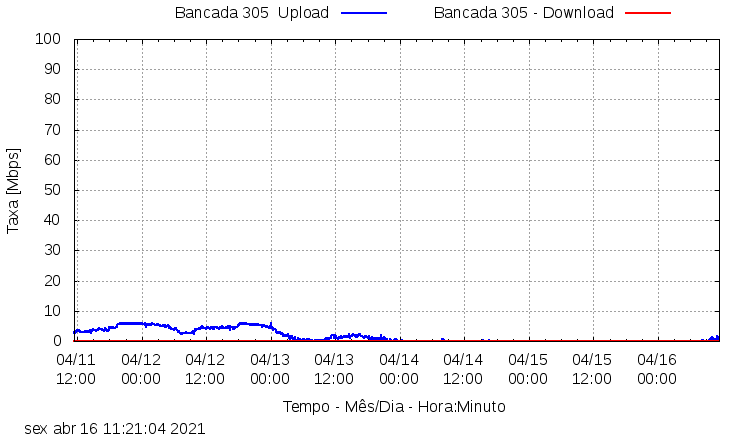 Bancada 305  Upload
Bancada 305 - Download
100
90
80
70
60
50
40
30
20
10
0
Taxa [Mbps]
04/11 04/12 04/12 04/13 04/13 04/14 04/14 04/15 04/15 04/16
12:00 00:00 12:00 00:00 12:00 00:00 12:00 00:00 12:00 00:00
Tempo - Mês/Dia - Hora:Minuto
sex abr 16 11:21:04 2021